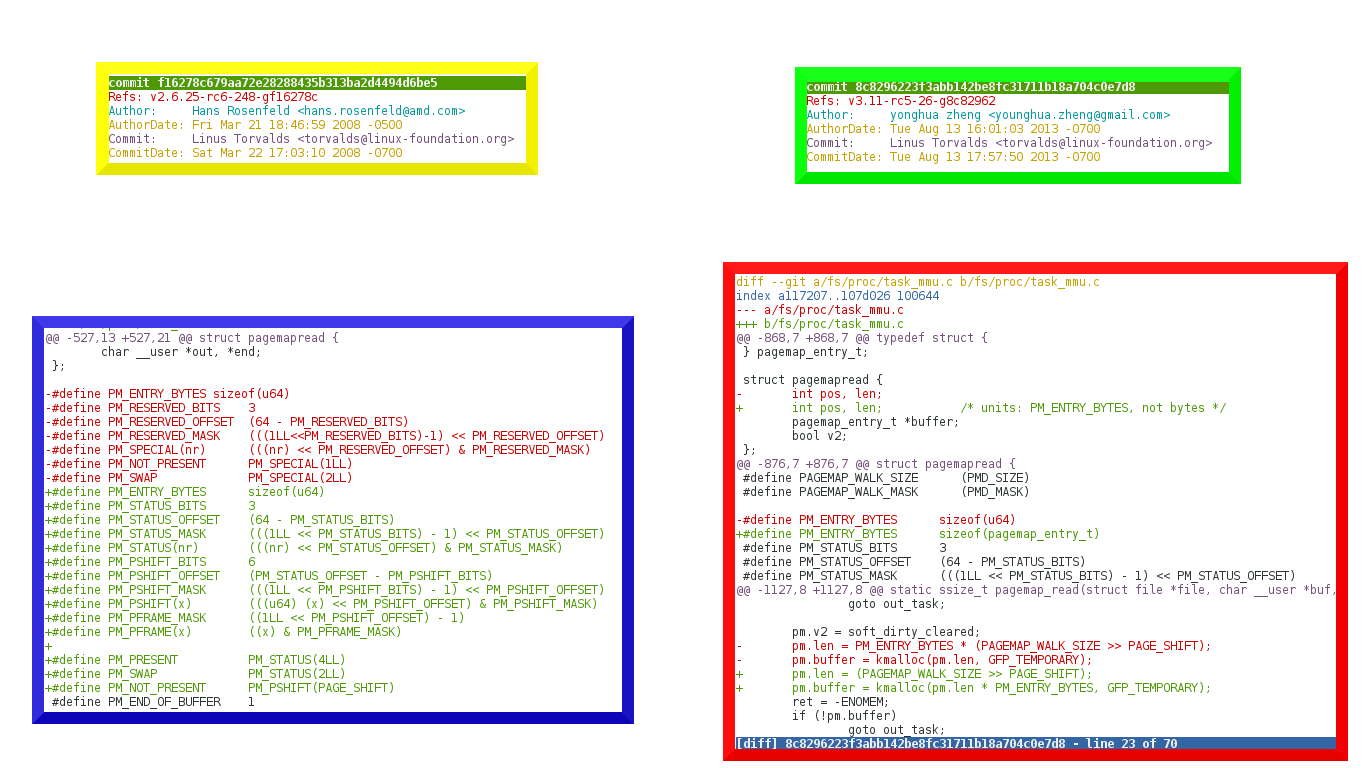 commit f16278c679aa72e28288435b313ba2d4494d6be5
Refs: v2.6.25-rc6-248-gf16278c
Author:     Hans Rosenfeld <hans.rosenfeld@amd.com>
AuthorDate: Fri Mar 21 18:46:59 2008 -0500
Commit:     Linus Torvalds <torvalds@linux-foundation.org>
CommitDate: Sat Mar 22 17:03:10 2008 -0700
commit 8c8296223f3abb142be8fc31711b18a704c0e7d8
Refs: v3.11-rc5-26-g8c82962
Author:     yonghua zheng <younghua.zheng@gmail.com>
AuthorDate: Tue Aug 13 16:01:03 2013 -0700
Commit:     Linus Torvalds <torvalds@linux-foundation.org>
CommitDate: Tue Aug 13 17:57:50 2013 -0700
@@ -527,13 +527,21 @@ struct pagemapread {
        char __user *out, *end;
 };
-#define PM_ENTRY_BYTES sizeof(u64)
-#define PM_RESERVED_BITS    3
-#define PM_RESERVED_OFFSET  (64 - PM_RESERVED_BITS)
-#define PM_RESERVED_MASK    (((1LL<<PM_RESERVED_BITS)-1) << PM_RESERVED_OFFSET)
-#define PM_SPECIAL(nr)      (((nr) << PM_RESERVED_OFFSET) & PM_RESERVED_MASK)
-#define PM_NOT_PRESENT      PM_SPECIAL(1LL)
-#define PM_SWAP             PM_SPECIAL(2LL)
+#define PM_ENTRY_BYTES      sizeof(u64)
+#define PM_STATUS_BITS      3
+#define PM_STATUS_OFFSET    (64 - PM_STATUS_BITS)
+#define PM_STATUS_MASK      (((1LL << PM_STATUS_BITS) - 1) << PM_STATUS_OFFSET)
+#define PM_STATUS(nr)       (((nr) << PM_STATUS_OFFSET) & PM_STATUS_MASK)
+#define PM_PSHIFT_BITS      6
+#define PM_PSHIFT_OFFSET    (PM_STATUS_OFFSET - PM_PSHIFT_BITS)
+#define PM_PSHIFT_MASK      (((1LL << PM_PSHIFT_BITS) - 1) << PM_PSHIFT_OFFSET)
+#define PM_PSHIFT(x)        (((u64) (x) << PM_PSHIFT_OFFSET) & PM_PSHIFT_MASK)
+#define PM_PFRAME_MASK      ((1LL << PM_PSHIFT_OFFSET) - 1)
+#define PM_PFRAME(x)        ((x) & PM_PFRAME_MASK)
+
+#define PM_PRESENT          PM_STATUS(4LL)
+#define PM_SWAP             PM_STATUS(2LL)
+#define PM_NOT_PRESENT      PM_PSHIFT(PAGE_SHIFT)
 #define PM_END_OF_BUFFER    1
diff --git a/fs/proc/task_mmu.c b/fs/proc/task_mmu.c
index a117207..107d026 100644
--- a/fs/proc/task_mmu.c
+++ b/fs/proc/task_mmu.c
@@ -868,7 +868,7 @@ typedef struct {
 } pagemap_entry_t;
 struct pagemapread {
-       int pos, len;
+       int pos, len;           /* units: PM_ENTRY_BYTES, not bytes */
        pagemap_entry_t *buffer;
        bool v2;
 };
@@ -876,7 +876,7 @@ struct pagemapread {
 #define PAGEMAP_WALK_SIZE      (PMD_SIZE)
 #define PAGEMAP_WALK_MASK      (PMD_MASK)
-#define PM_ENTRY_BYTES      sizeof(u64)
+#define PM_ENTRY_BYTES      sizeof(pagemap_entry_t)
 #define PM_STATUS_BITS      3
 #define PM_STATUS_OFFSET    (64 - PM_STATUS_BITS)
 #define PM_STATUS_MASK      (((1LL << PM_STATUS_BITS) - 1) << PM_STATUS_OFFSET)
@@ -1127,8 +1127,8 @@ static ssize_t pagemap_read(struct file *file, char __user *buf,
                goto out_task;
        pm.v2 = soft_dirty_cleared;
-       pm.len = PM_ENTRY_BYTES * (PAGEMAP_WALK_SIZE >> PAGE_SHIFT);
-       pm.buffer = kmalloc(pm.len, GFP_TEMPORARY);
+       pm.len = (PAGEMAP_WALK_SIZE >> PAGE_SHIFT);
+       pm.buffer = kmalloc(pm.len * PM_ENTRY_BYTES, GFP_TEMPORARY);
        ret = -ENOMEM;
        if (!pm.buffer)
                goto out_task;
[diff] 8c8296223f3abb142be8fc31711b18a704c0e7d8 - line 23 of 70